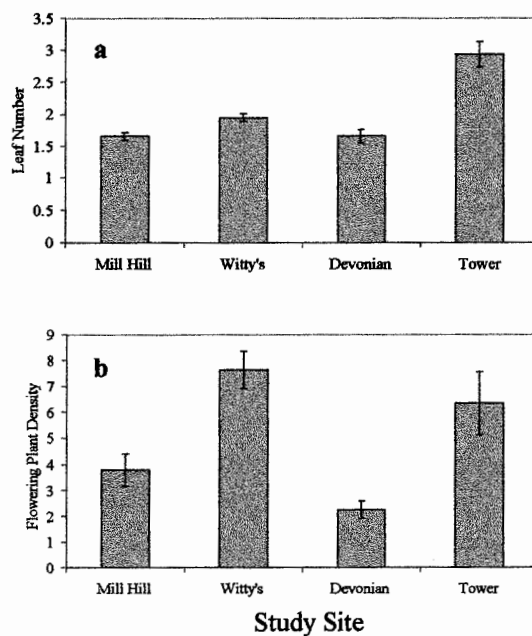 3.5
3
2.5
2
1.5
1
0.5
0
Leaf Number
a
Mill Hill Witty's Devonian Tower
9
8
7
6
5
4
3
2
1
0
Flowering Plant Density
b
Mill Hill Witty's Devonian Tower
Study Site